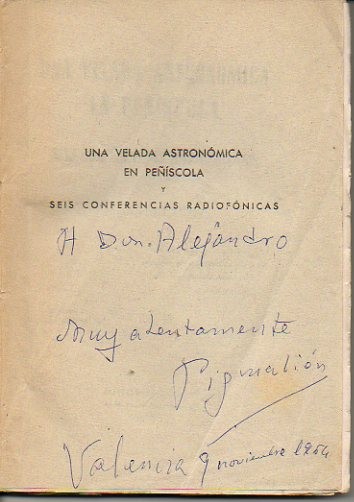 UNA VELADA ASTRONÓMICA
EN PEÑÍSCOLA
Y
SEIS CONFERENCIAS RADIOFÓNICAS
A Don Alejandro
Muy atentamente
Pigmalión
Valencia 9 noviembre 1954